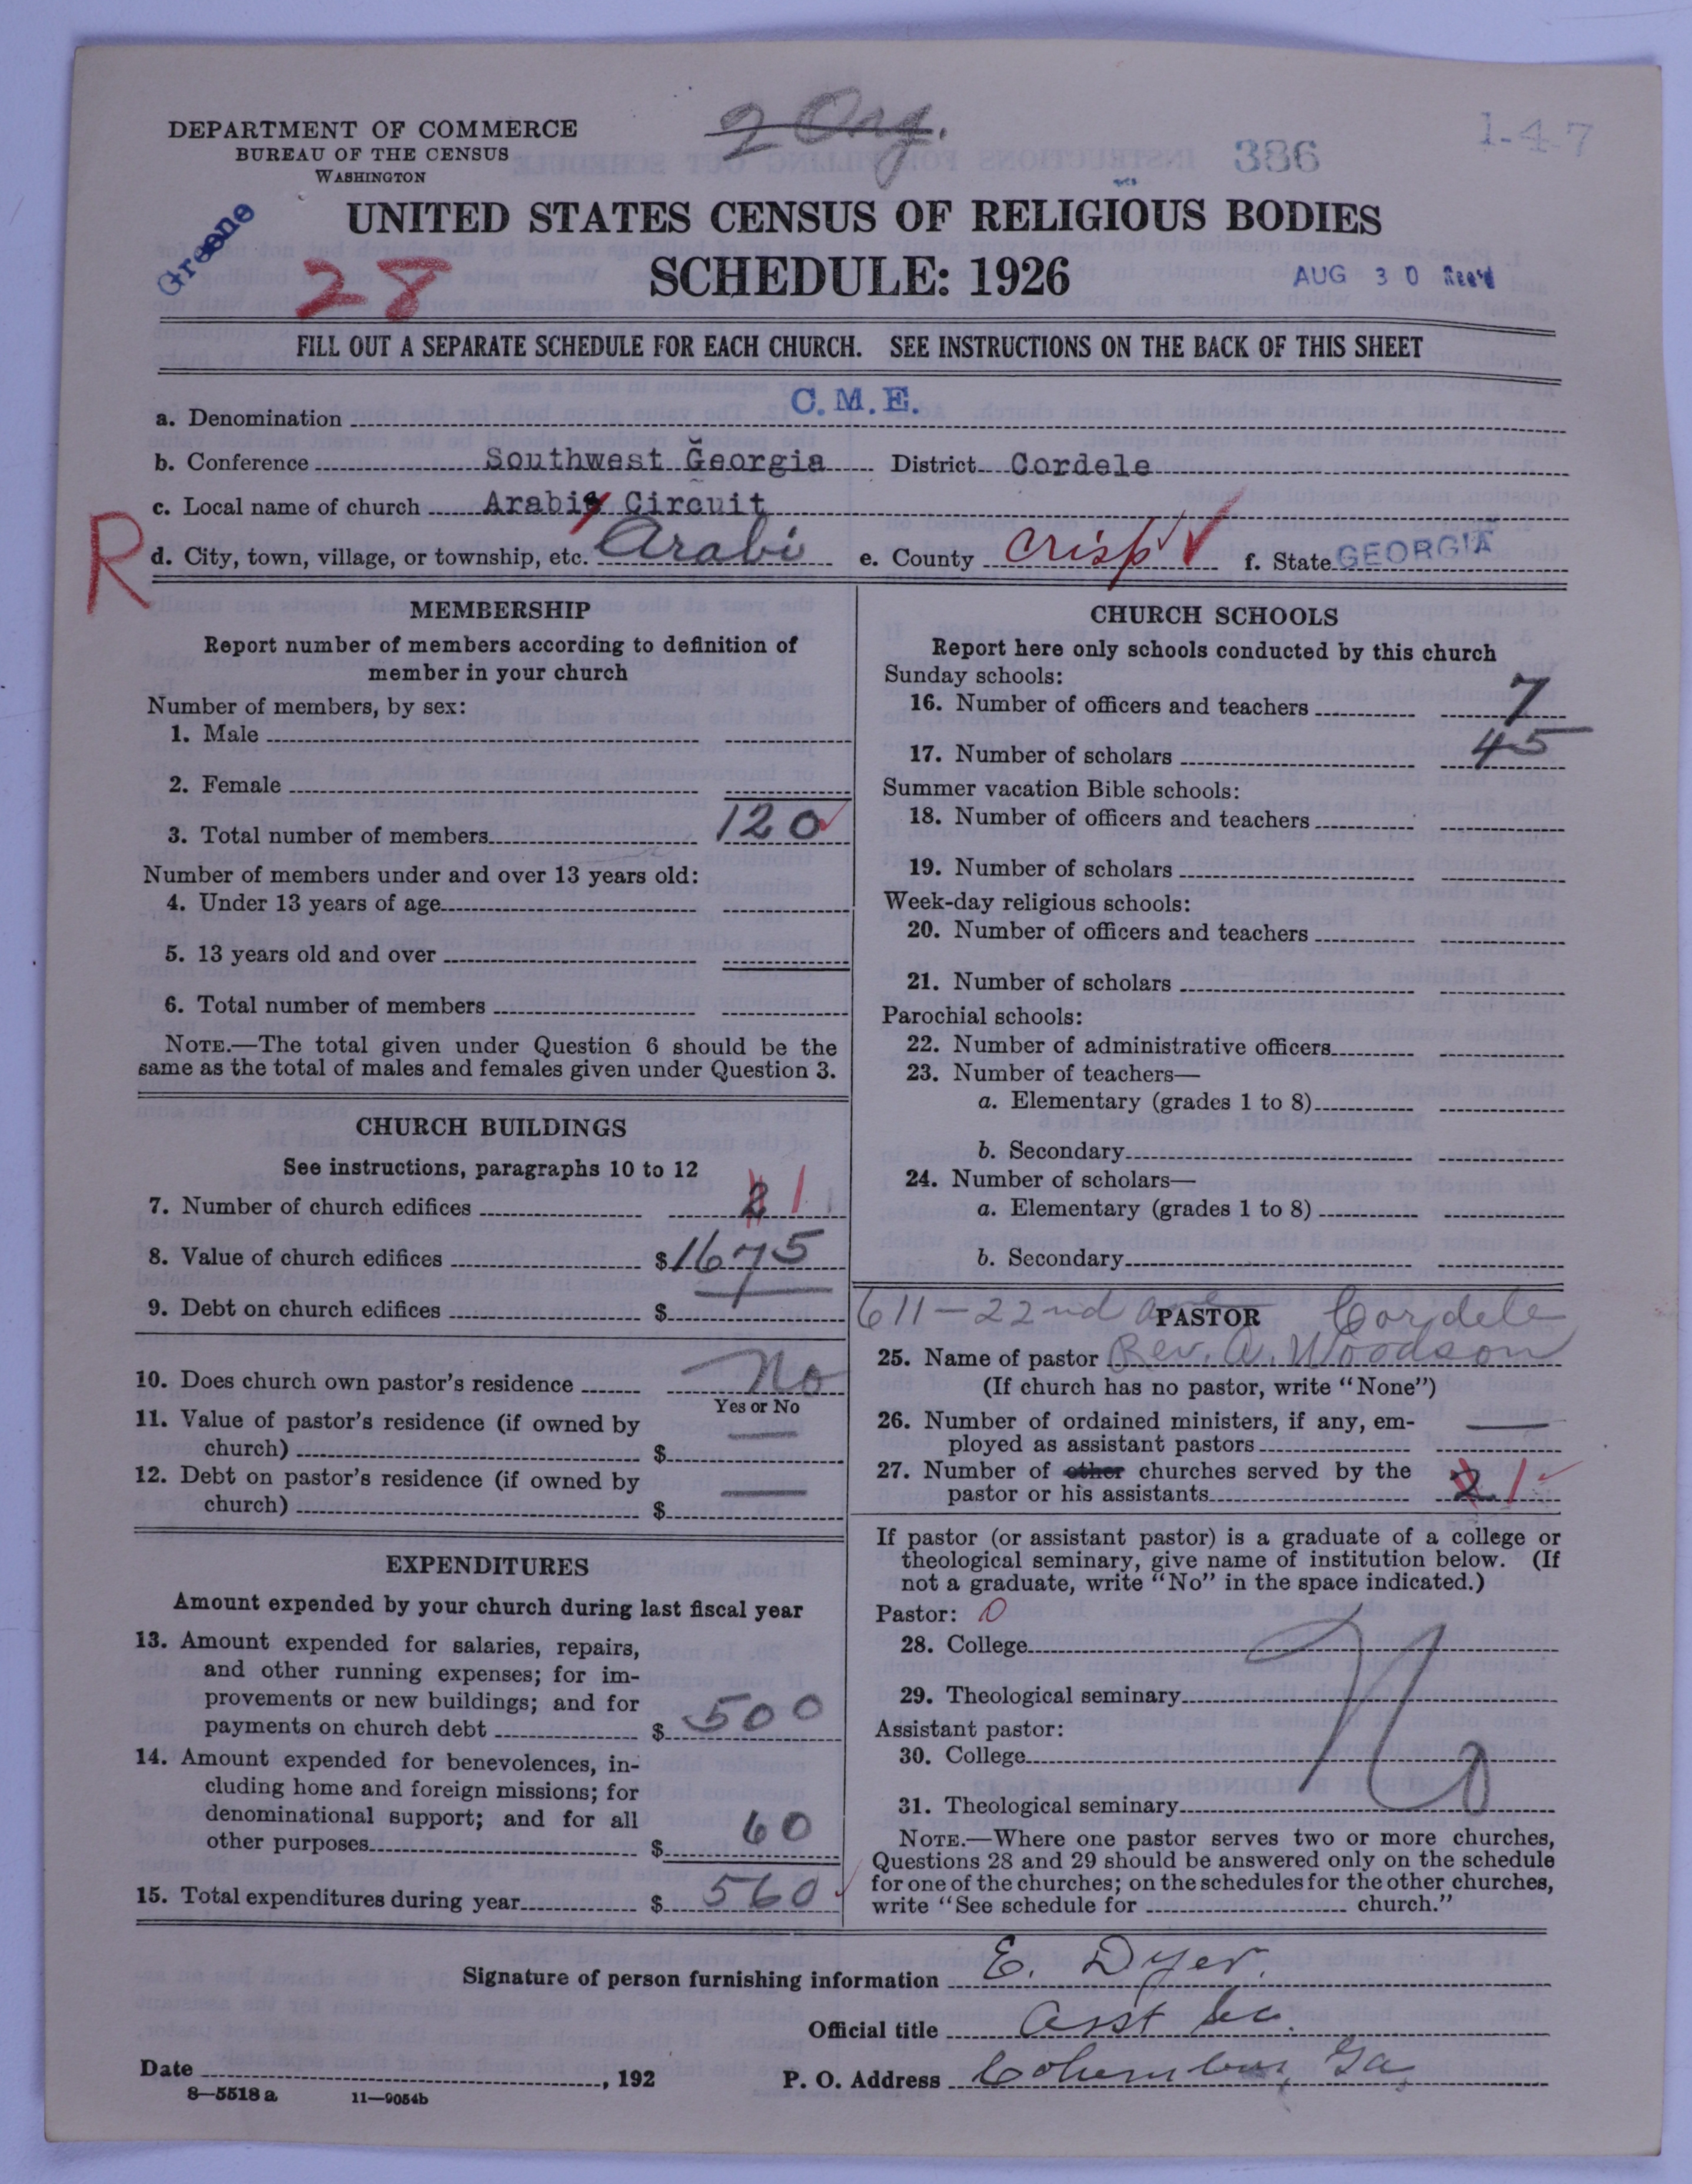 2 Org.
386
1-47
DEPARTMENT OF COMMERCE
BUREAU OF THE CENSUS
WASHINGTON
Greene
28
UNITED STATES CENSUS OF RELIGIOUS BODIES
SCHEDULE: 1926
AUG 30 Rec'd
FILL OUT A SEPARATE SCHEDULE FOR EACH CHURCH. SEE INSTRUCTIONS ON THE BACK OF THIS SHEET
a. Denomination C. M. E.
b. Conference Southwest Georgia District Cordele
c. Local name of church Arabi Circuit
R
d. City, town, village, or township, etc. Arabi e. County Crisp f. State GEORGIA
MEMBERSHIP
Report number of members according to definition of
member in your church
Number of members, by sex:
1. Male
2. Female
3. Total number of members 120
Number of members under and over 13 years old:
4. Under 13 years of age
5. 13 years old and over
6. Total number of members
NOTE.—The total given under Question 6 should be the
same as the total of males and females given under Question 3.
CHURCH BUILDINGS
See instructions, paragraphs 10 to 12
7. Number of church edifices 2 1
8. Value of church edifices $1675
9. Debt on church edifices $
10. Does church own pastor's residence No
Yes or No
11. Value of pastor's residence (if owned by
church) $ —
12. Debt on pastor's residence (if owned by
church) $ —
EXPENDITURES
Amount expended by your church during last fiscal year
13. Amount expended for salaries, repairs,
and other running expenses; for im-
provements or new buildings; and for
payments on church debt $ 500
14. Amount expended for benevolences, in-
cluding home and foreign missions; for
denominational support; and for all
other purposes $ 60
15. Total expenditures during year $ 560
CHURCH SCHOOLS
Report here only schools conducted by this church
Sunday schools:
16. Number of officers and teachers 7
17. Number of scholars 45
Summer vacation Bible schools:
18. Number of officers and teachers
19. Number of scholars
Week-day religious schools:
20. Number of officers and teachers
21. Number of scholars
Parochial schools:
22. Number of administrative officers
23. Number of teachers—
a. Elementary (grades 1 to 8)
b. Secondary
24. Number of scholars—
a. Elementary (grades 1 to 8)
b. Secondary
611-22nd ave Cordele
PASTOR
25. Name of pastor Rev. A. Woodson
(If church has no pastor, write "None")
26. Number of ordained ministers, if any, em-
ployed as assistant pastors —
27. Number of other churches served by the
pastor or his assistants 2 1
If pastor (or assistant pastor) is a graduate of a college or
theological seminary, give name of institution below. (If
not a graduate, write "No" in the space indicated.)
Pastor: 0
28. College
29. Theological seminary
No
Assistant pastor:
30. College
31. Theological seminary
NOTE.—Where one pastor serves two or more churches,
Questions 28 and 29 should be answered only on the schedule
for one of the churches; on the schedules for the other churches,
write "See schedule for church."
Signature of person furnishing information E. Dyer.
Official title Asst Sec.
Date , 192 P. O. Address Columbus, Ga.
8—5518 a 11—9054b